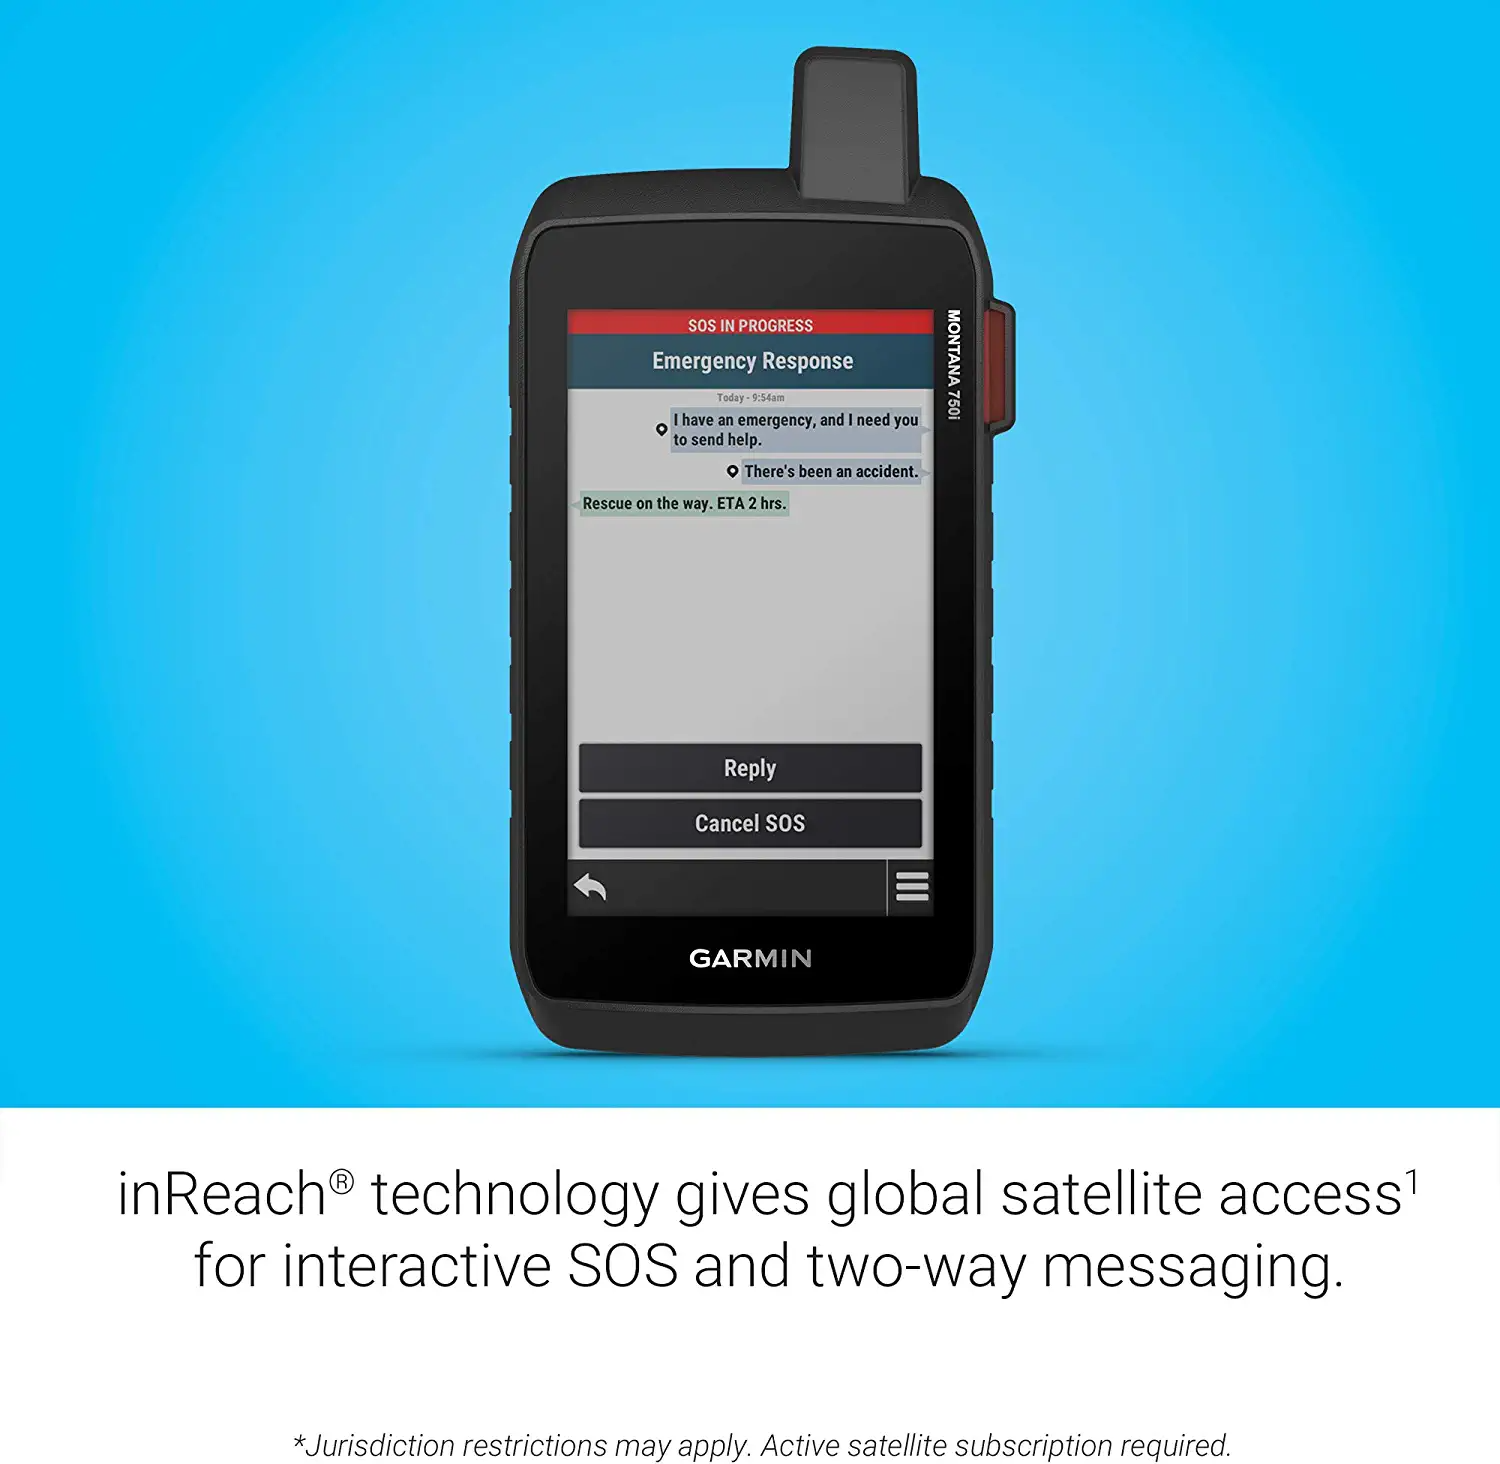 SOS IN PROGRESS
Emergency Response
Today - 9:54am
I have an emergency, and I need you
to send help.
There's been an accident.
Rescue on the way. ETA 2 hrs.
Reply
Cancel SOS
MONTANA 750i
GARMIN
inReach® technology gives global satellite access¹
for interactive SOS and two-way messaging.
*Jurisdiction restrictions may apply. Active satellite subscription required.